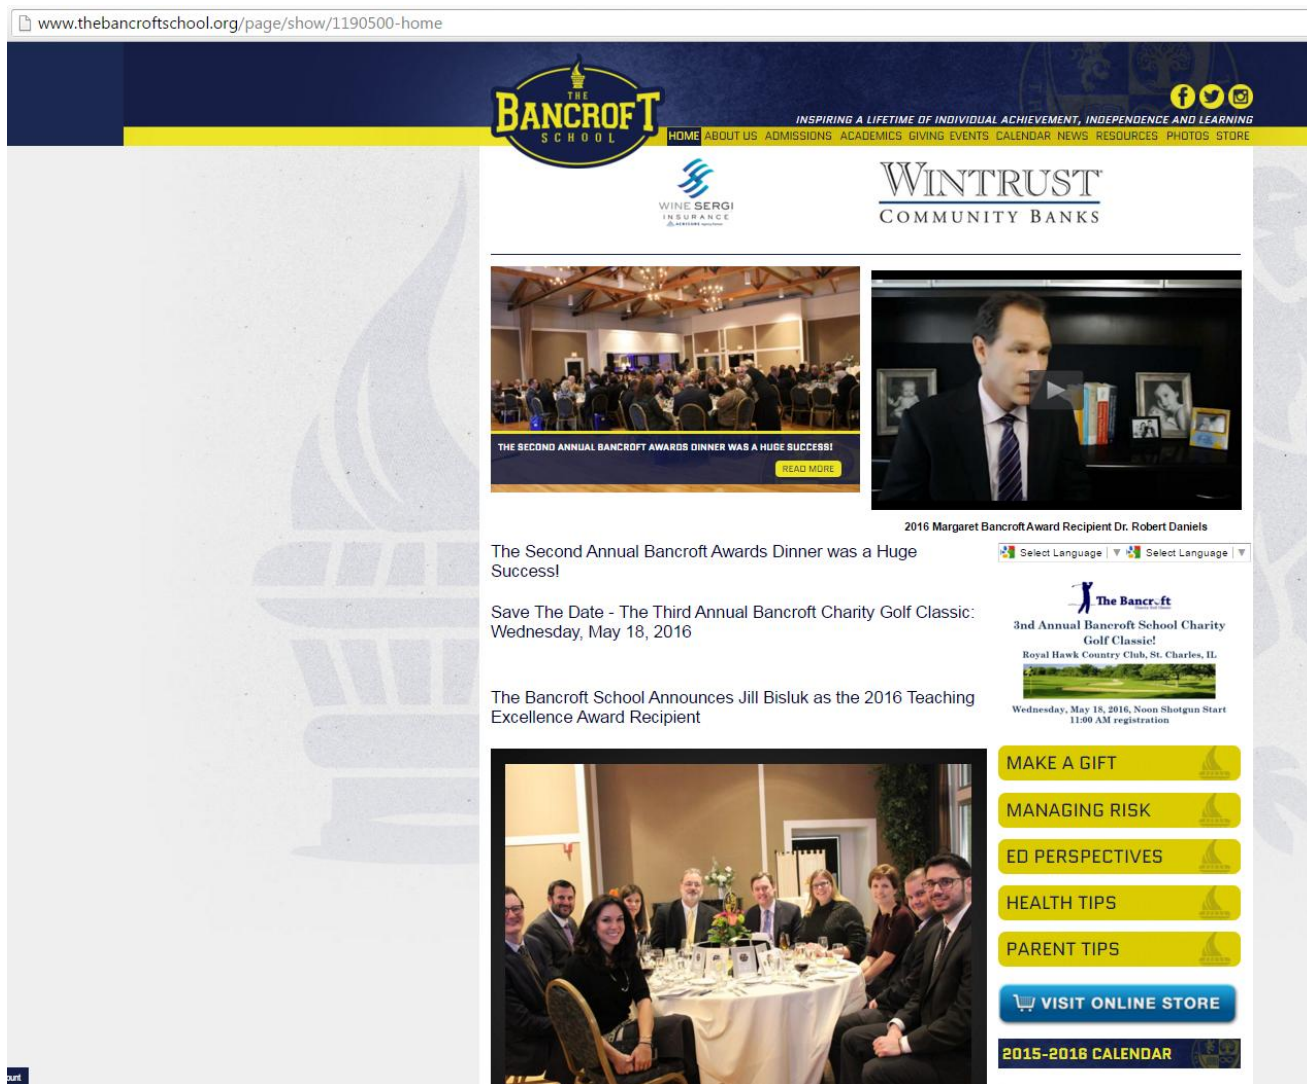 www.thebancroftschool.org/page/show/1190500-home
THE
BANCROFT
SCHOOL
INSPIRING A LIFETIME OF INDIVIDUAL ACHIEVEMENT, INDEPENDENCE AND LEARNING
HOME ABOUT US ADMISSIONS ACADEMICS GIVING EVENTS CALENDAR NEWS RESOURCES PHOTOS STORE
WINE SERGI
INSURANCE
WINTRUST
COMMUNITY BANKS
THE SECOND ANNUAL BANCROFT AWARDS DINNER WAS A HUGE SUCCESS!
READ MORE
2016 Margaret Bancroft Award Recipient Dr. Robert Daniels
The Second Annual Bancroft Awards Dinner was a Huge
Success!
Save The Date - The Third Annual Bancroft Charity Golf Classic:
Wednesday, May 18, 2016
The Bancroft School Announces Jill Bisluk as the 2016 Teaching
Excellence Award Recipient
Select Language Select Language
The Bancroft
3nd Annual Bancroft School Charity
Golf Classic!
Royal Hawk Country Club, St. Charles, IL
Wednesday, May 18, 2016, Noon Shotgun Start
11:00 AM registration
MAKE A GIFT
MANAGING RISK
ED PERSPECTIVES
HEALTH TIPS
PARENT TIPS
VISIT ONLINE STORE
2015-2016 CALENDAR